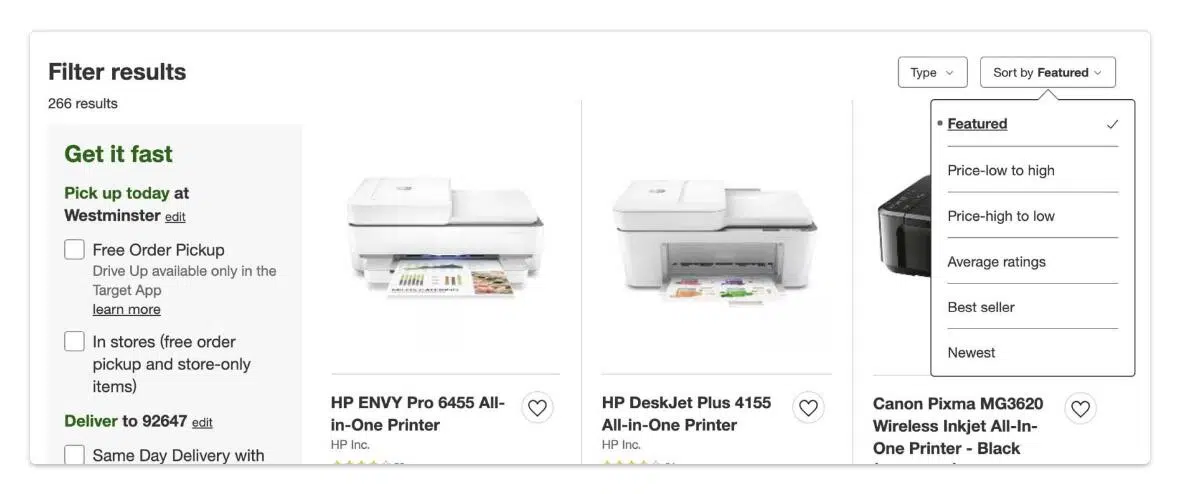 Filter results
266 results
Type
Sort by Featured
Featured
Price-low to high
Price-high to low
Average ratings
Best seller
Newest
Get it fast
Pick up today at
Westminster edit
Free Order Pickup
Drive Up available only in the
Target App
learn more
In stores (free order
pickup and store-only
items)
Deliver to 92647 edit
Same Day Delivery with
HP ENVY Pro 6455 All-
in-One Printer
HP Inc.
HP DeskJet Plus 4155
All-in-One Printer
HP Inc.
Canon Pixma MG3620
Wireless Inkjet All-In-
One Printer - Black